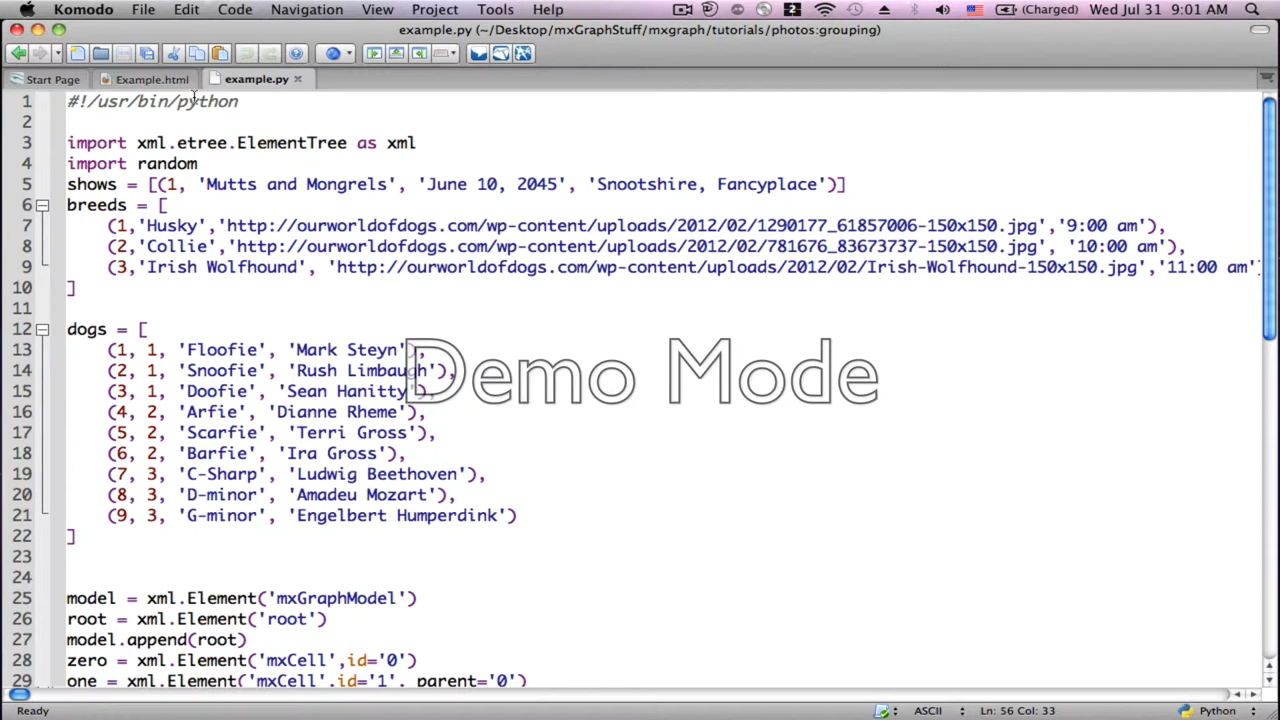 Komodo File Edit Code Navigation View Project Tools Help 2 (Charged) Wed Jul 31 9:01 AM
example.py (~/Desktop/mxGraphStuff/mxgraph/tutorials/photos:grouping)
Start Page Example.html example.py
1 #!/usr/bin/python
2
3 import xml.etree.ElementTree as xml
4 import random
5 shows = [(1, 'Mutts and Mongrels', 'June 10, 2045', 'Snootshire, Fancyplace')]
6 breeds = [
7 (1,'Husky','http://ourworldofdogs.com/wp-content/uploads/2012/02/1290177_61857006-150x150.jpg','9:00 am'),
8 (2,'Collie','http://ourworldofdogs.com/wp-content/uploads/2012/02/781676_83673737-150x150.jpg', '10:00 am'),
9 (3,'Irish Wolfhound', 'http://ourworldofdogs.com/wp-content/uploads/2012/02/Irish-Wolfhound-150x150.jpg','11:00 am'
10 ]
11
12 dogs = [
13 (1, 1, 'Floofie', 'Mark Steyn'),
14 (2, 1, 'Snoofie', 'Rush Limbaugh'),
15 (3, 1, 'Doofie', 'Sean Hanitty'),
Demo Mode
16 (4, 2, 'Arfie', 'Dianne Rheme'),
17 (5, 2, 'Scarfie', 'Terri Gross'),
18 (6, 2, 'Barfie', 'Ira Gross'),
19 (7, 3, 'C-Sharp', 'Ludwig Beethoven'),
20 (8, 3, 'D-minor', 'Amadeu Mozart'),
21 (9, 3, 'G-minor', 'Engelbert Humperdink')
22 ]
23
24
25 model = xml.Element('mxGraphModel')
26 root = xml.Element('root')
27 model.append(root)
28 zero = xml.Element('mxCell',id='0')
29 one = xml.Element('mxCell',id='1', parent='0')
Ready ASCII Ln: 56 Col: 33 Python